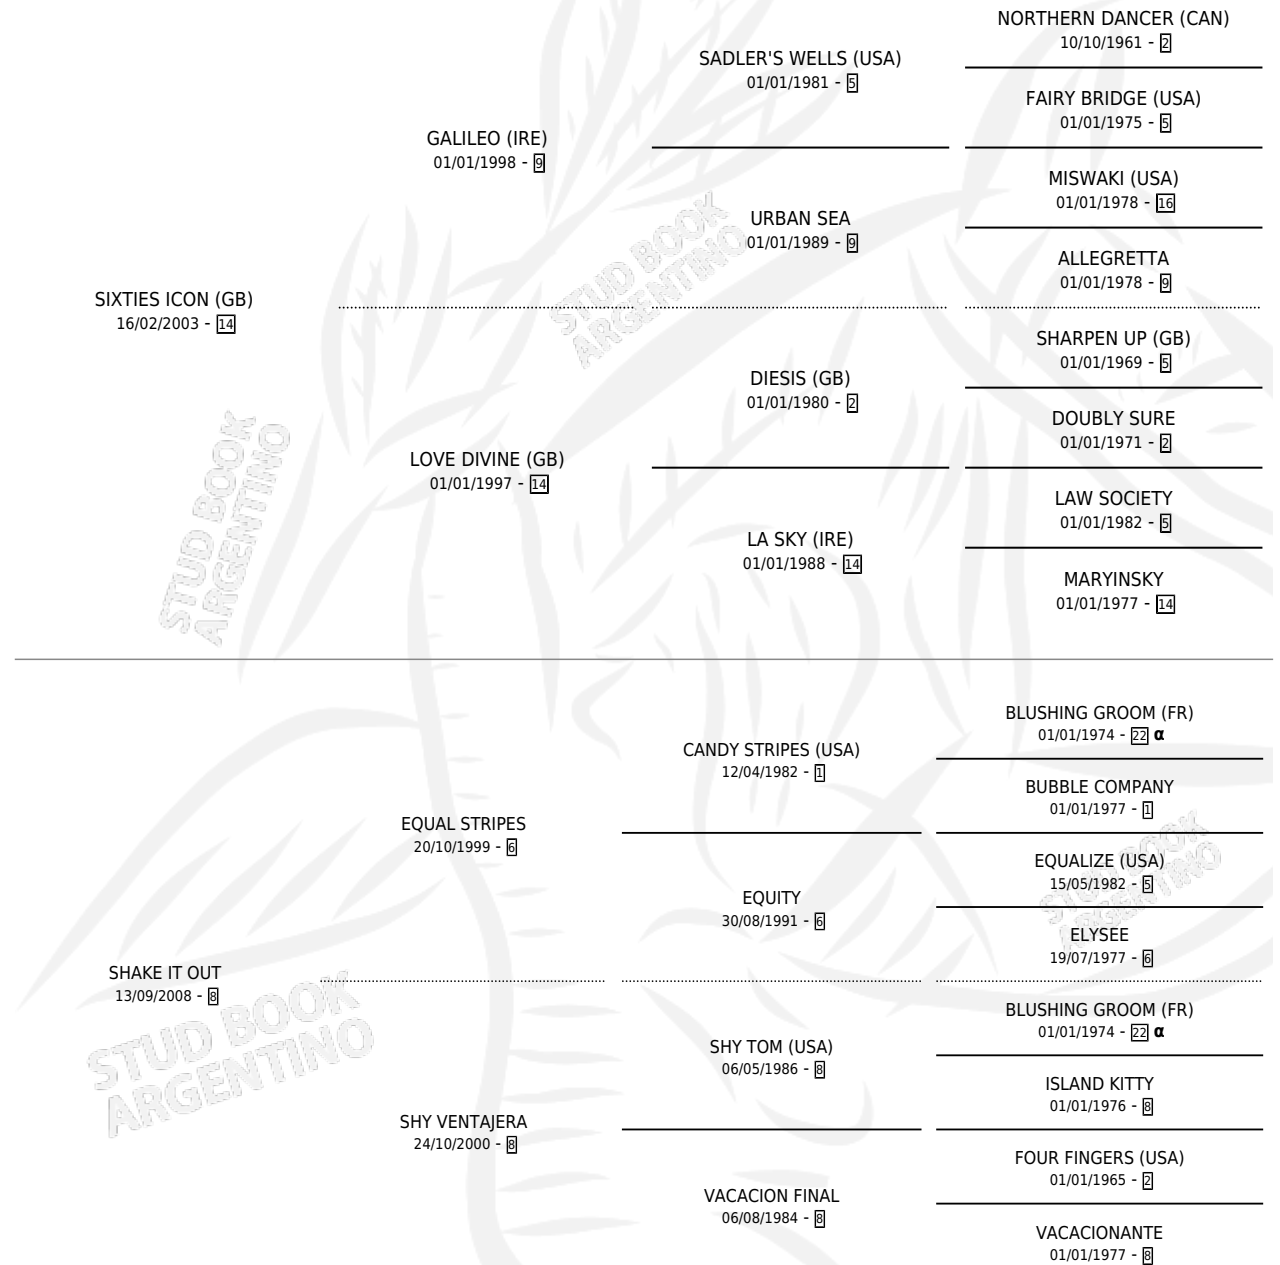 NORTHERN DANCER (CAN)
10/10/1961 - 2
SADLER'S WELLS (USA)
01/01/1981 - 5
FAIRY BRIDGE (USA)
01/01/1975 - 5
GALILEO (IRE)
01/01/1998 - 9
MISWAKI (USA)
01/01/1978 - 16
URBAN SEA
01/01/1989 - 9
ALLEGRETTA
01/01/1978 - 9
STUD BOOK
ARGENTINO
SIXTIES ICON (GB)
16/02/2003 - 14
SHARPEN UP (GB)
01/01/1969 - 5
DIESIS (GB)
01/01/1980 - 2
DOUBLY SURE
01/01/1971 - 2
LOVE DIVINE (GB)
01/01/1997 - 14
LAW SOCIETY
01/01/1982 - 5
LA SKY (IRE)
01/01/1988 - 14
MARYINSKY
01/01/1977 - 14
STUD BOOK
ARGENTINO
BLUSHING GROOM (FR)
01/01/1974 - 22 α
CANDY STRIPES (USA)
12/04/1982 - 1
BUBBLE COMPANY
01/01/1977 - 1
EQUAL STRIPES
20/10/1999 - 6
EQUALIZE (USA)
15/05/1982 - 5
EQUITY
30/08/1991 - 6
ELYSEE
19/07/1977 - 6
STUD BOOK
ARGENTINO
SHAKE IT OUT
13/09/2008 - 8
BLUSHING GROOM (FR)
01/01/1974 - 22 α
SHY TOM (USA)
06/05/1986 - 8
ISLAND KITTY
01/01/1976 - 8
STUD BOOK
ARGENTINO
SHY VENTAJERA
24/10/2000 - 8
FOUR FINGERS (USA)
01/01/1965 - 2
VACACION FINAL
06/08/1984 - 8
VACACIONANTE
01/01/1977 - 8